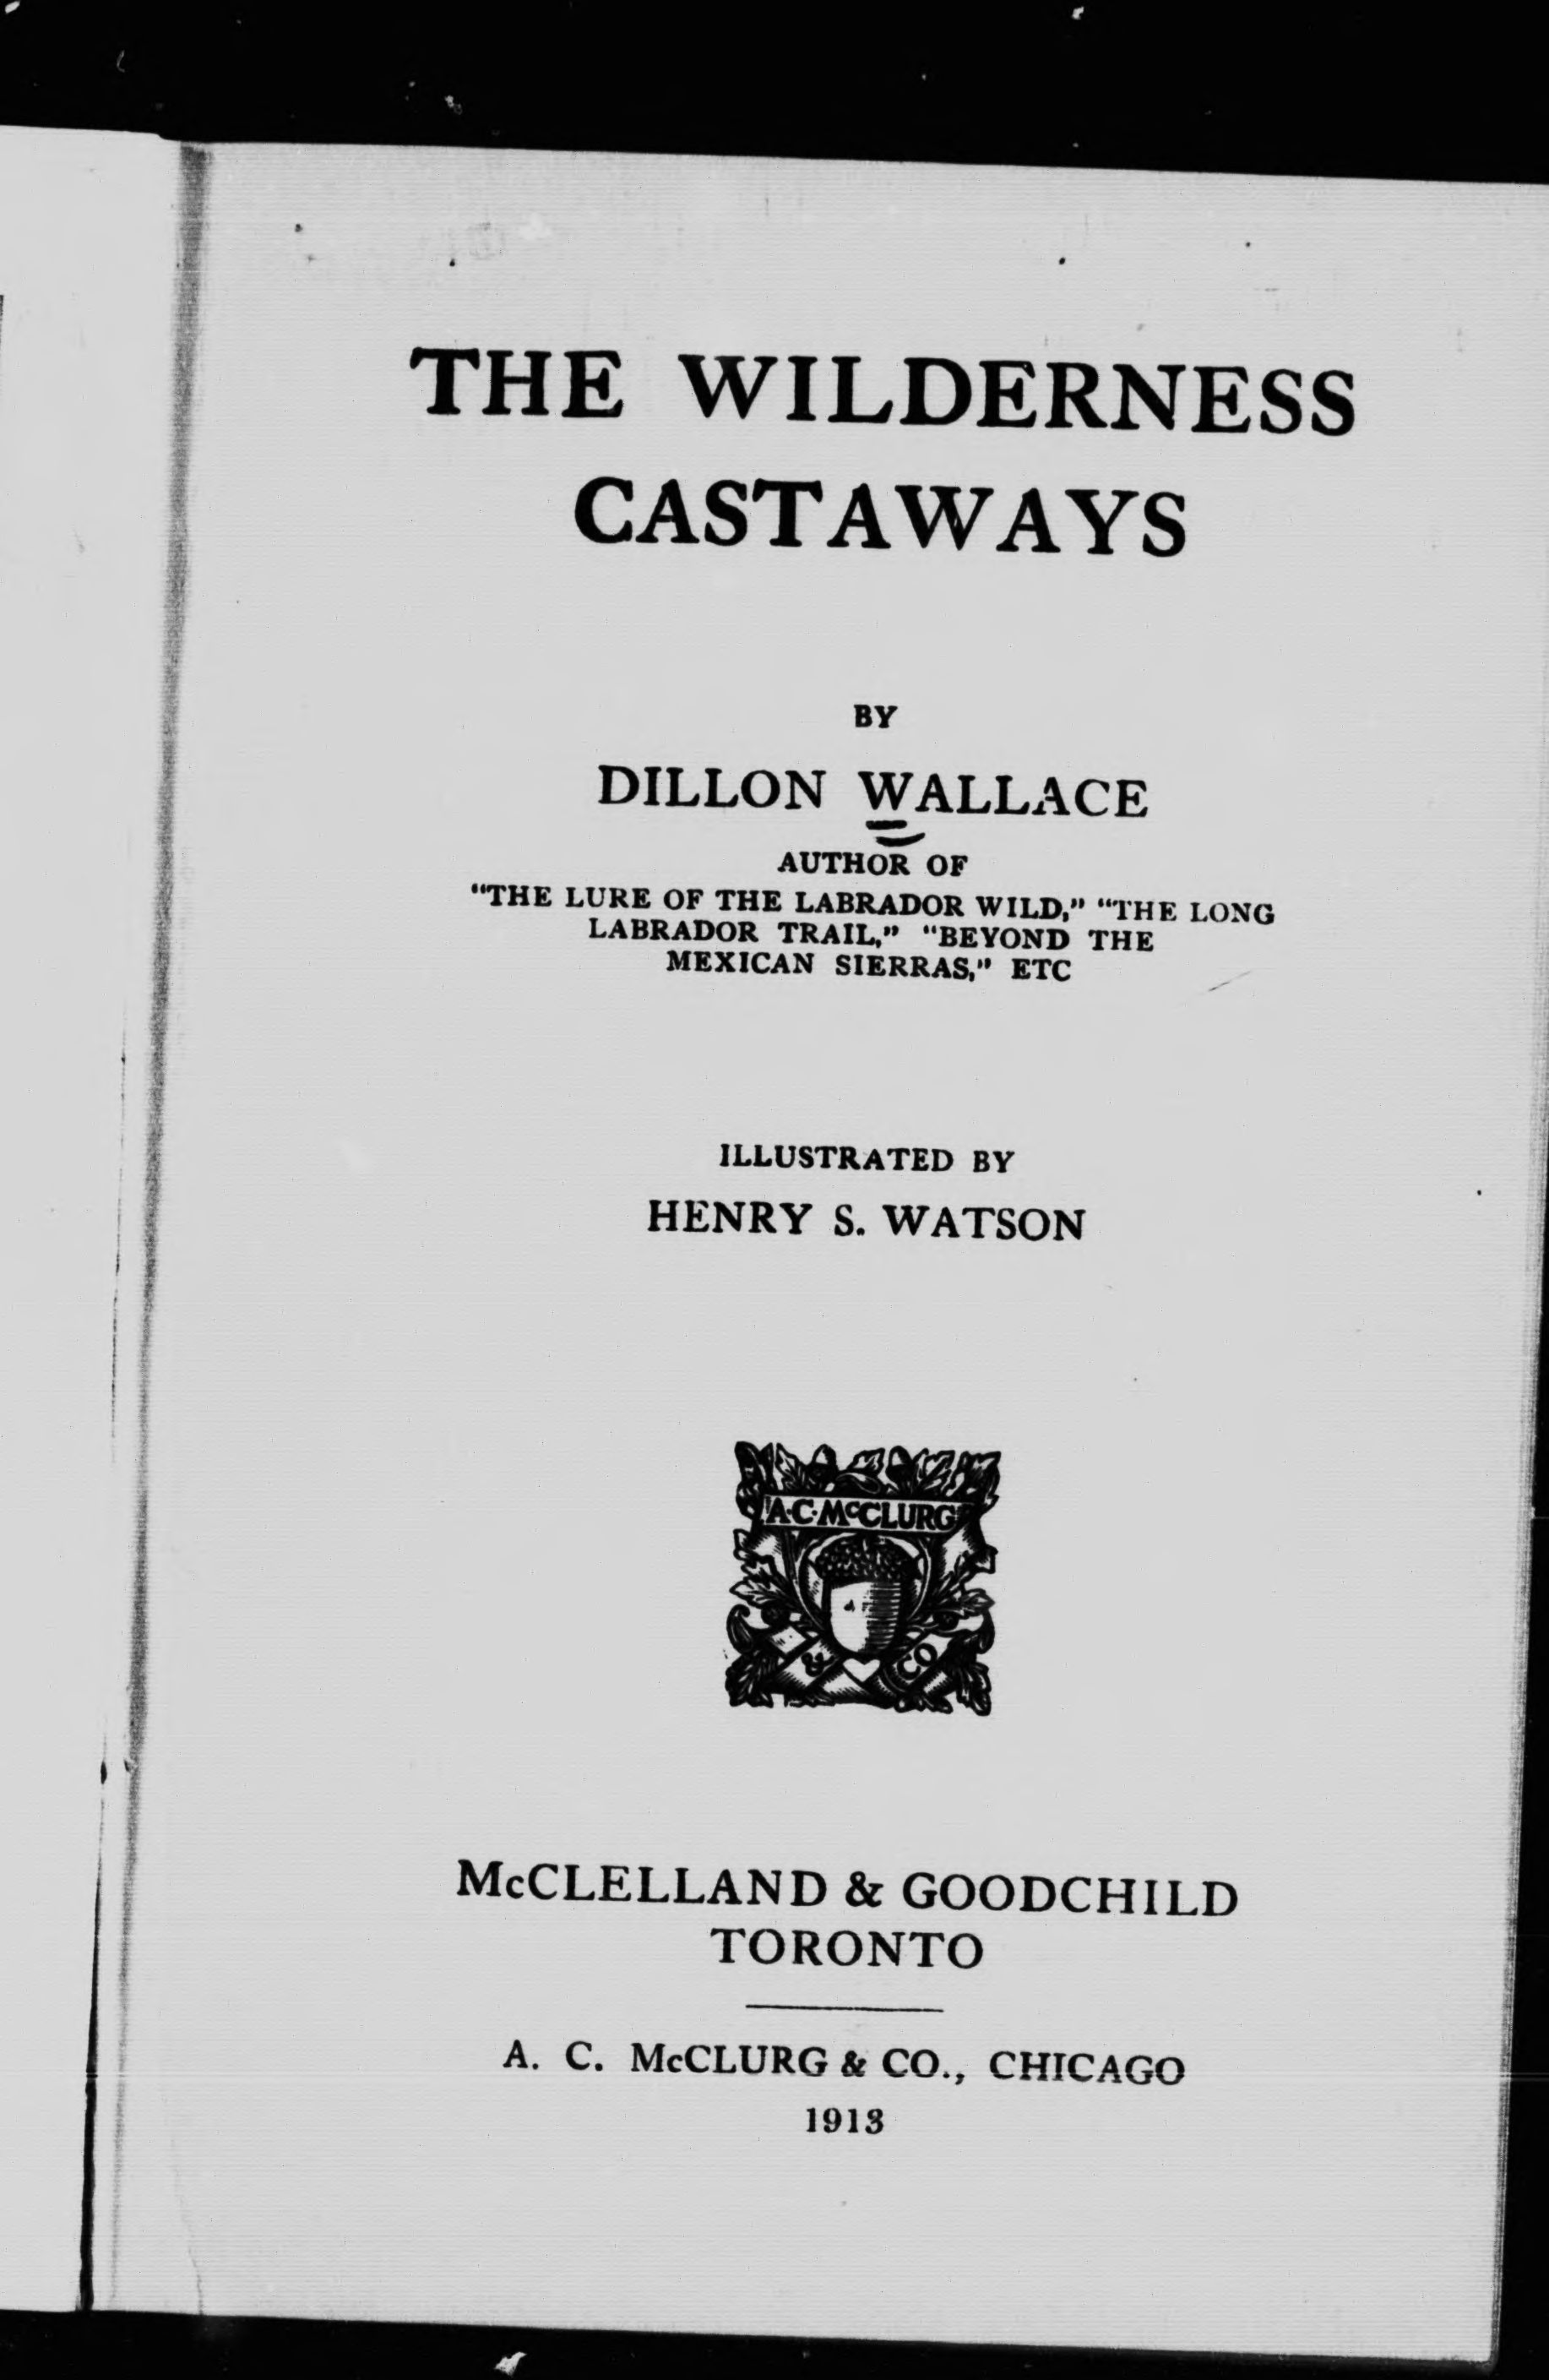 THE WILDERNESS
CASTAWAYS
BY
DILLON WALLACE
AUTHOR OF
"THE LURE OF THE LABRADOR WILD," "THE LONG
LABRADOR TRAIL," "BEYOND THE
MEXICAN SIERRAS," ETC
ILLUSTRATED BY
HENRY S. WATSON
A·C·McCLURG
& CO
McCLELLAND & GOODCHILD
TORONTO
A. C. McCLURG & CO., CHICAGO
1913